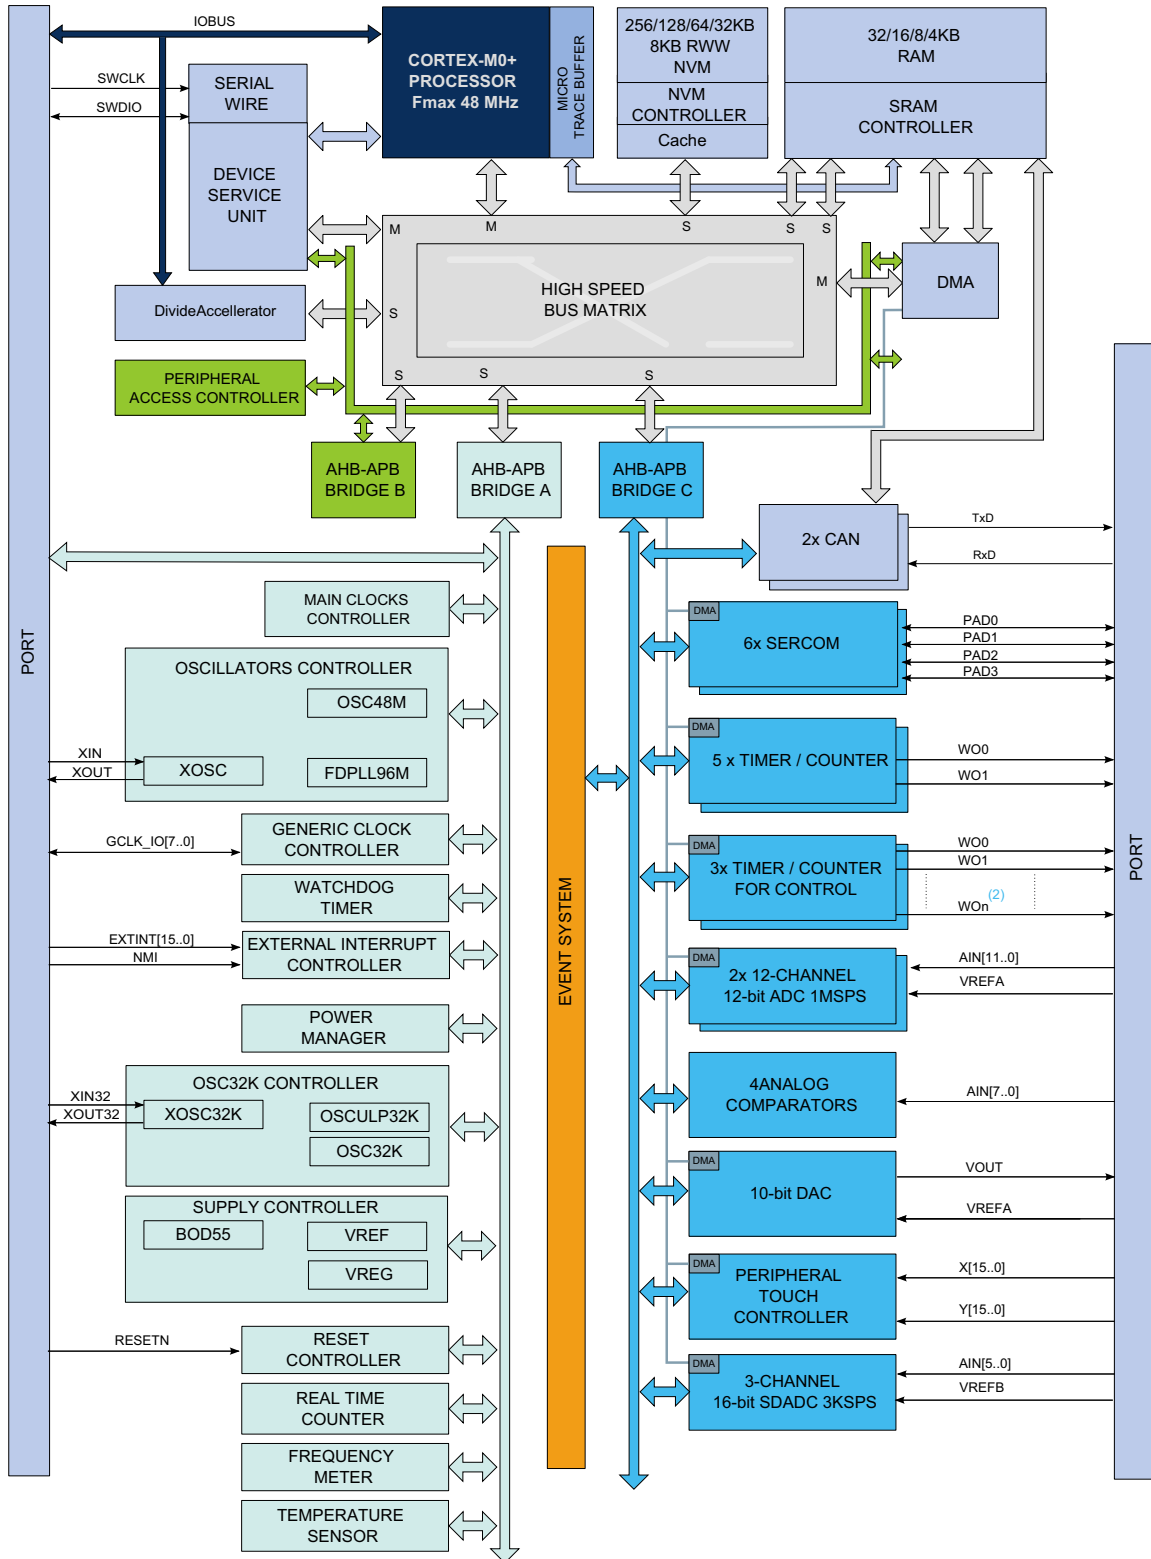 IOBUS
SWCLK
SWDIO
SERIAL
WIRE
DEVICE
SERVICE
UNIT
CORTEX-M0+
PROCESSOR
Fmax 48 MHz
MICRO
TRACE BUFFER
256/128/64/32KB
8KB RWW
NVM
NVM
CONTROLLER
Cache
32/16/8/4KB
RAM
SRAM
CONTROLLER
M
M
S
S
S
S
M
S
S
S
HIGH SPEED
BUS MATRIX
DMA
DivideAccellerator
PERIPHERAL
ACCESS CONTROLLER
AHB-APB
BRIDGE B
AHB-APB
BRIDGE A
AHB-APB
BRIDGE C
PORT
PORT
EVENT SYSTEM
MAIN CLOCKS
CONTROLLER
OSCILLATORS CONTROLLER
OSC48M
XIN
XOUT
XOSC
FDPLL96M
GCLK_IO[7..0]
GENERIC CLOCK
CONTROLLER
WATCHDOG
TIMER
EXTINT[15..0]
NMI
EXTERNAL INTERRUPT
CONTROLLER
POWER
MANAGER
OSC32K CONTROLLER
XIN32
XOUT32
XOSC32K
OSCULP32K
OSC32K
SUPPLY CONTROLLER
BOD55
VREF
VREG
RESETN
RESET
CONTROLLER
REAL TIME
COUNTER
FREQUENCY
METER
TEMPERATURE
SENSOR
2x CAN
TxD
RxD
DMA
6x SERCOM
PAD0
PAD1
PAD2
PAD3
DMA
5 x TIMER / COUNTER
WO0
WO1
DMA
3x TIMER / COUNTER
FOR CONTROL
WO0
WO1
(2)
WOn
DMA
2x 12-CHANNEL
12-bit ADC 1MSPS
AIN[11..0]
VREFA
4ANALOG
COMPARATORS
AIN[7..0]
DMA
10-bit DAC
VOUT
VREFA
DMA
PERIPHERAL
TOUCH
CONTROLLER
X[15..0]
Y[15..0]
DMA
3-CHANNEL
16-bit SDADC 3KSPS
AIN[5..0]
VREFB